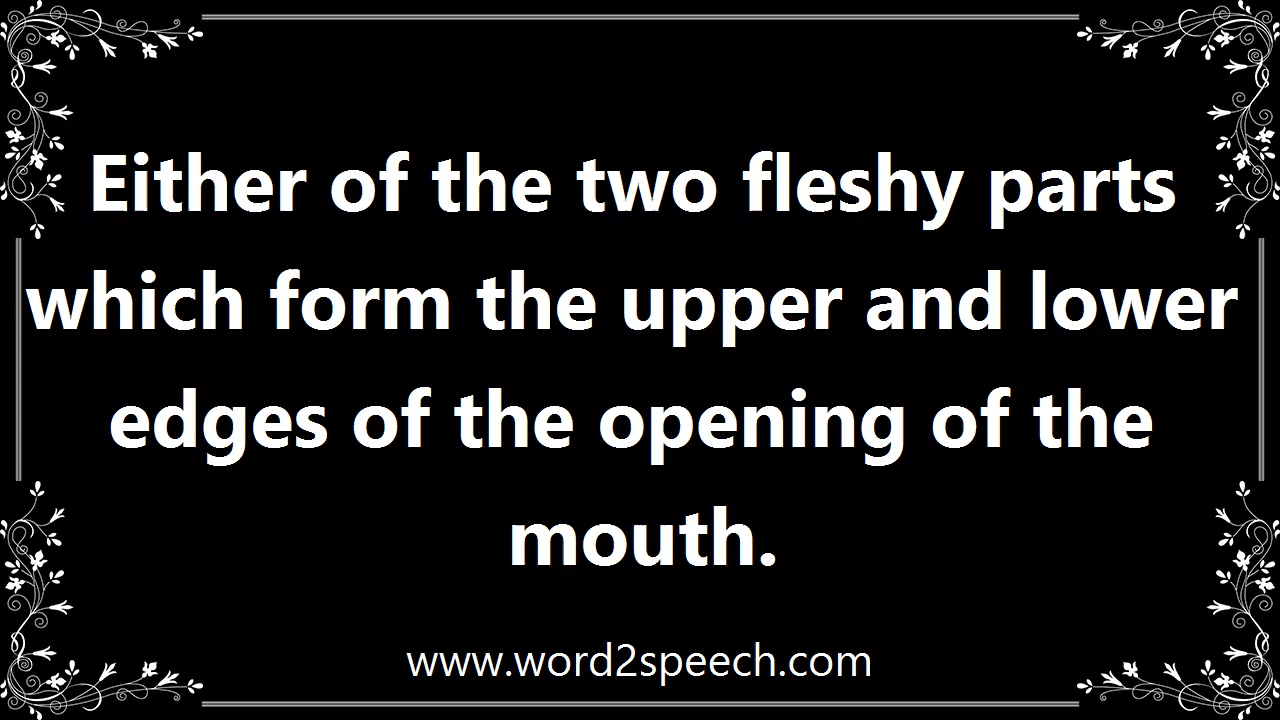 Either of the two fleshy parts
which form the upper and lower
edges of the opening of the
mouth.
www.word2speech.com